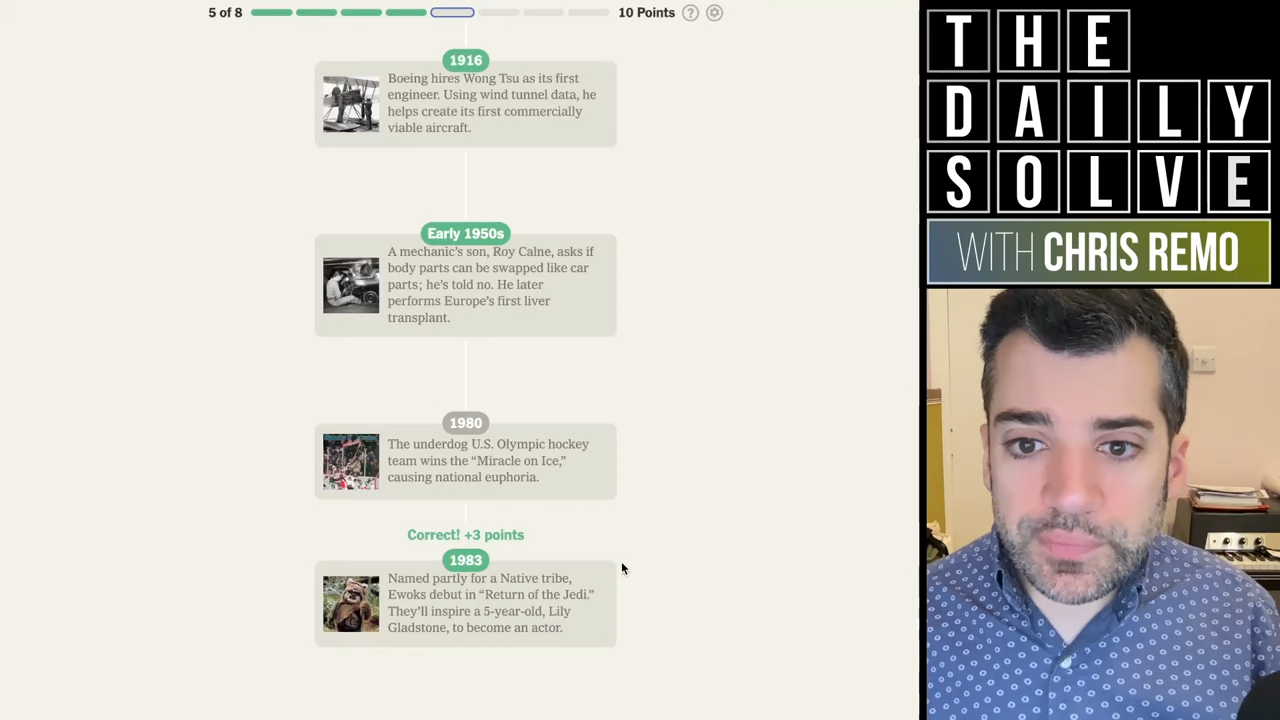 5 of 8
10 Points
?
1916
Boeing hires Wong Tsu as its first
engineer. Using wind tunnel data, he
helps create its first commercially
viable aircraft.
Early 1950s
A mechanic's son, Roy Calne, asks if
body parts can be swapped like car
parts; he's told no. He later
performs Europe's first liver
transplant.
1980
The underdog U.S. Olympic hockey
team wins the “Miracle on Ice,”
causing national euphoria.
Correct! +3 points
1983
Named partly for a Native tribe,
Ewoks debut in “Return of the Jedi.”
They'll inspire a 5-year-old, Lily
Gladstone, to become an actor.
THE
DAILY
SOLVE
WITH CHRIS REMO